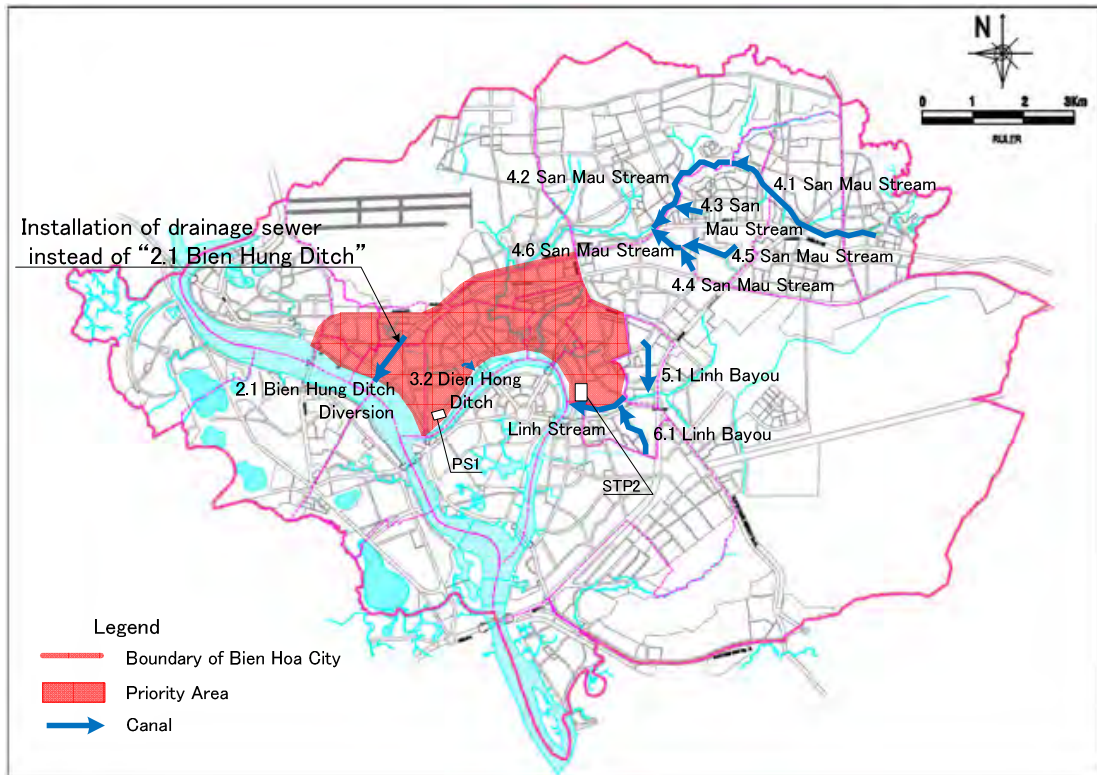 N
0 1 2 3Km
RULER
4.2 San Mau Stream
4.1 San Mau Stream
4.3 San
Mau Stream
Installation of drainage sewer
instead of “2.1 Bien Hung Ditch”
4.6 San Mau Stream
4.5 San Mau Stream
4.4 San Mau Stream
2.1 Bien Hung Ditch
Diversion
3.2 Dien Hong
Ditch
5.1 Linh Bayou
Linh Stream
6.1 Linh Bayou
PS1
STP2
Legend
Boundary of Bien Hoa City
Priority Area
Canal